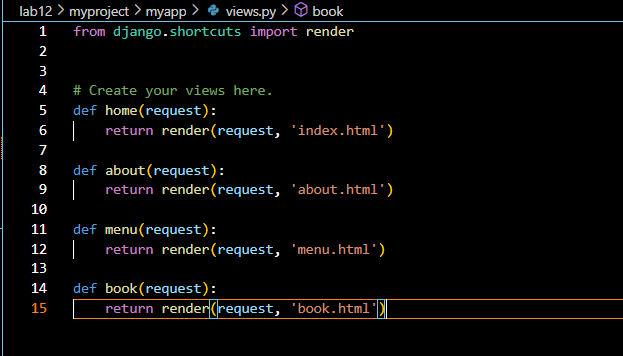 lab12 > myproject > myapp > views.py > book
1 from django.shortcuts import render
2
3
4 # Create your views here.
5 def home(request):
6     return render(request, 'index.html')
7
8 def about(request):
9     return render(request, 'about.html')
10
11 def menu(request):
12     return render(request, 'menu.html')
13
14 def book(request):
15     return render(request, 'book.html')